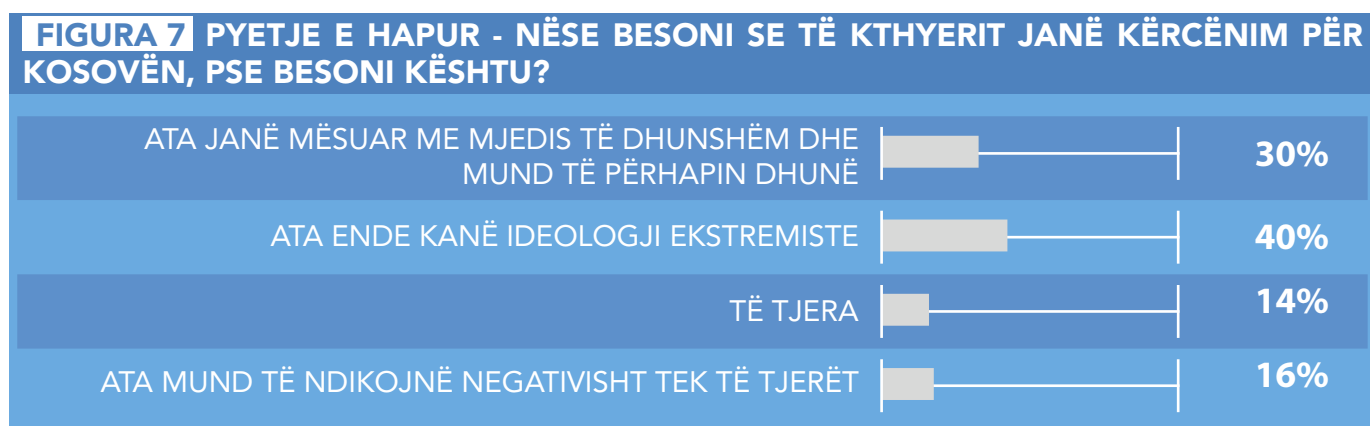 FIGURA 7 PYETJE E HAPUR - NËSE BESONI SE TË KTHYERIT JANË KËRCËNIM PËR
KOSOVËN, PSE BESONI KËSHTU?
ATA JANË MËSUAR ME MJEDIS TË DHUNSHËM DHE
MUND TË PËRHAPIN DHUNË
30%
ATA ENDE KANË IDEOLOGJI EKSTREMISTE
40%
TË TJERA
14%
ATA MUND TË NDIKOJNË NEGATIVISHT TEK TË TJERËT
16%